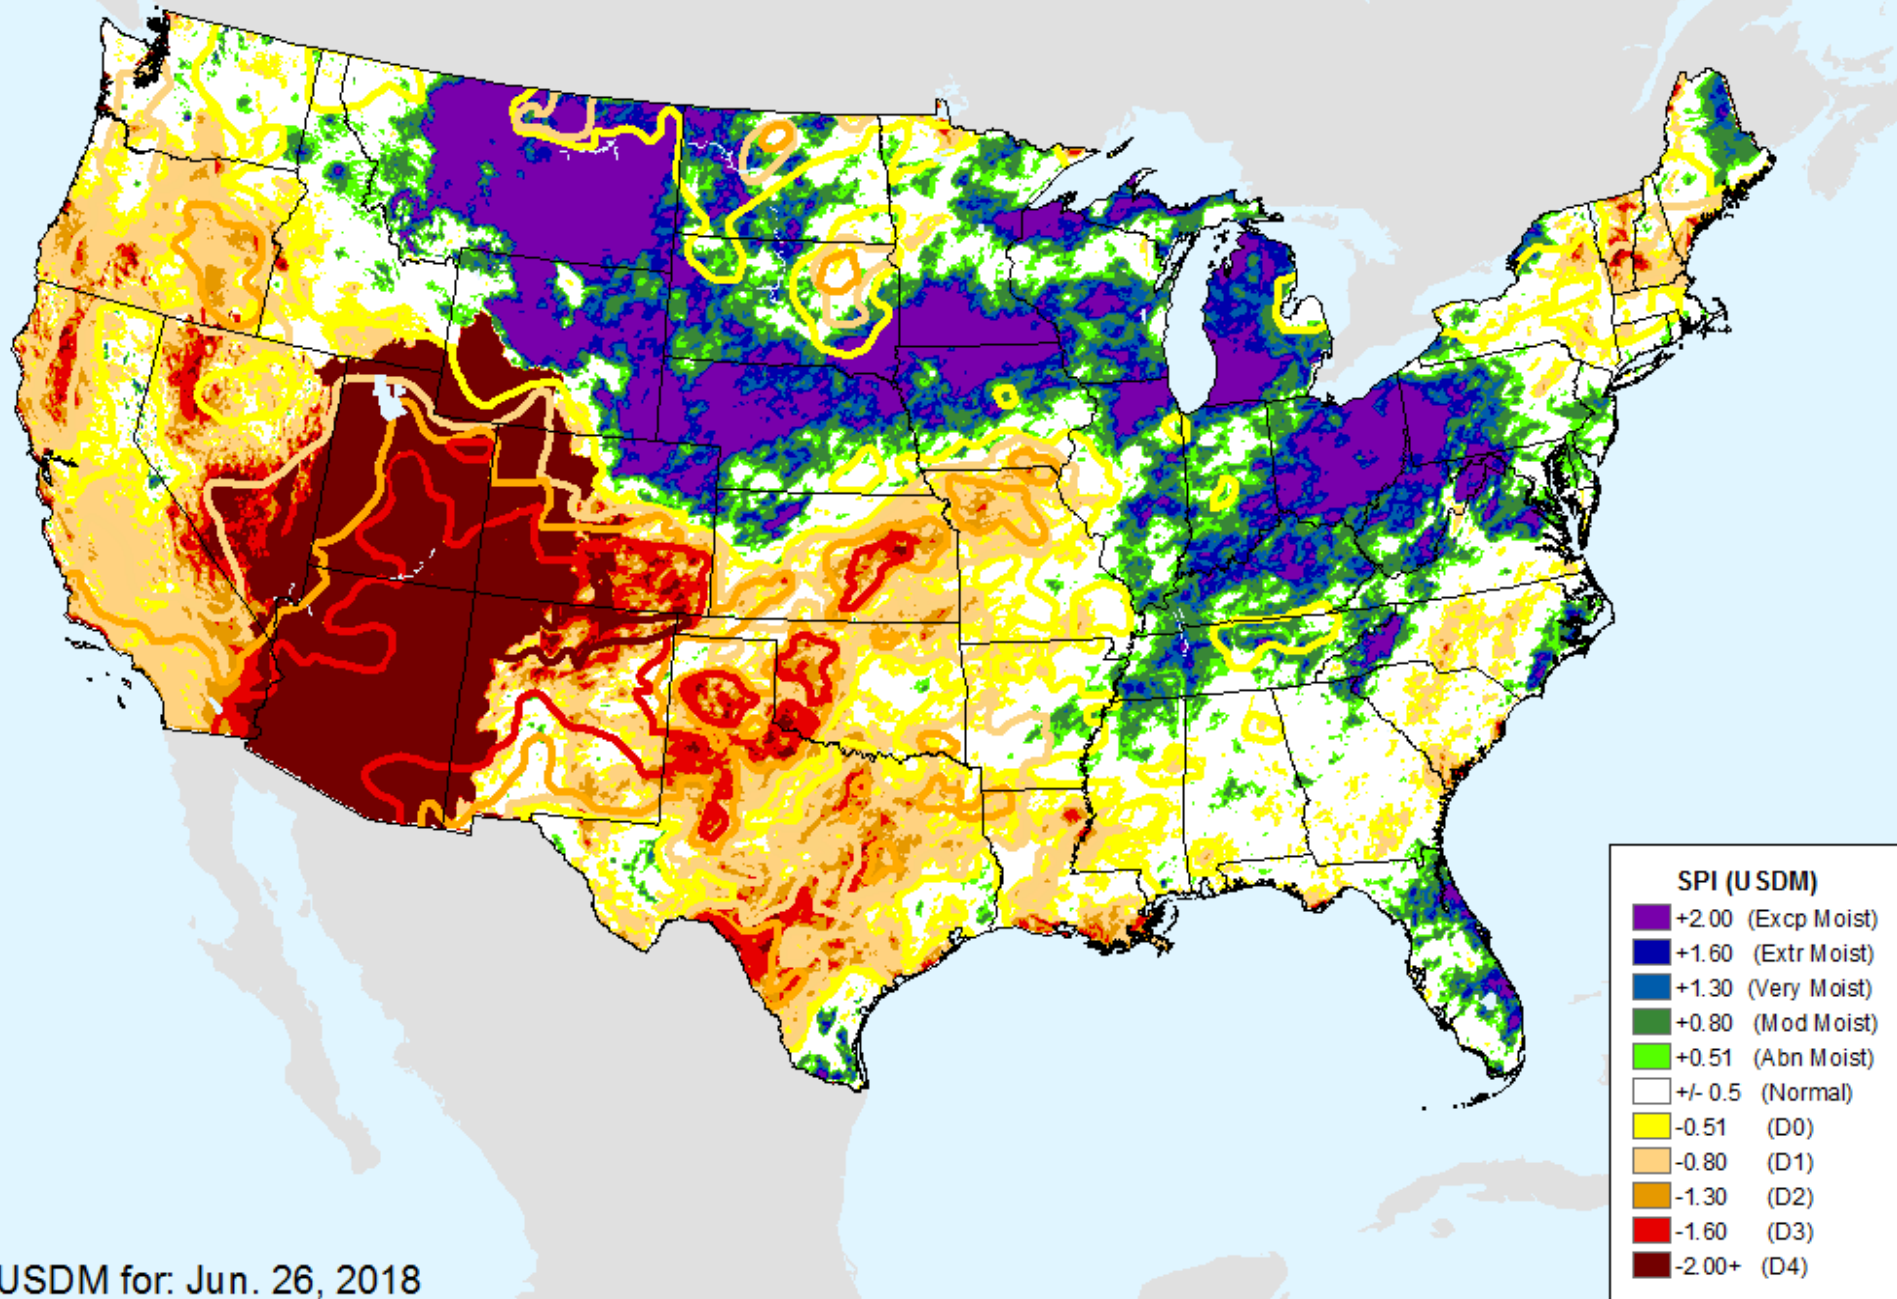 SPI (USDM)
+2.00 (Excp Moist)
+1.60 (Extr Moist)
+1.30 (Very Moist)
+0.80 (Mod Moist)
+0.51 (Abn Moist)
+/- 0.5 (Normal)
-0.51 (D0)
-0.80 (D1)
-1.30 (D2)
-1.60 (D3)
-2.00+ (D4)
USDM for: Jun. 26, 2018